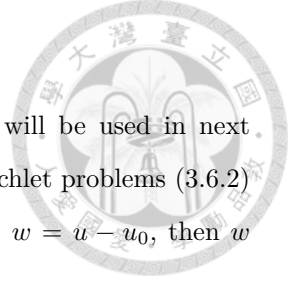 will be used in next
chlet problems (3.6.2)
w = u − u₀, then w